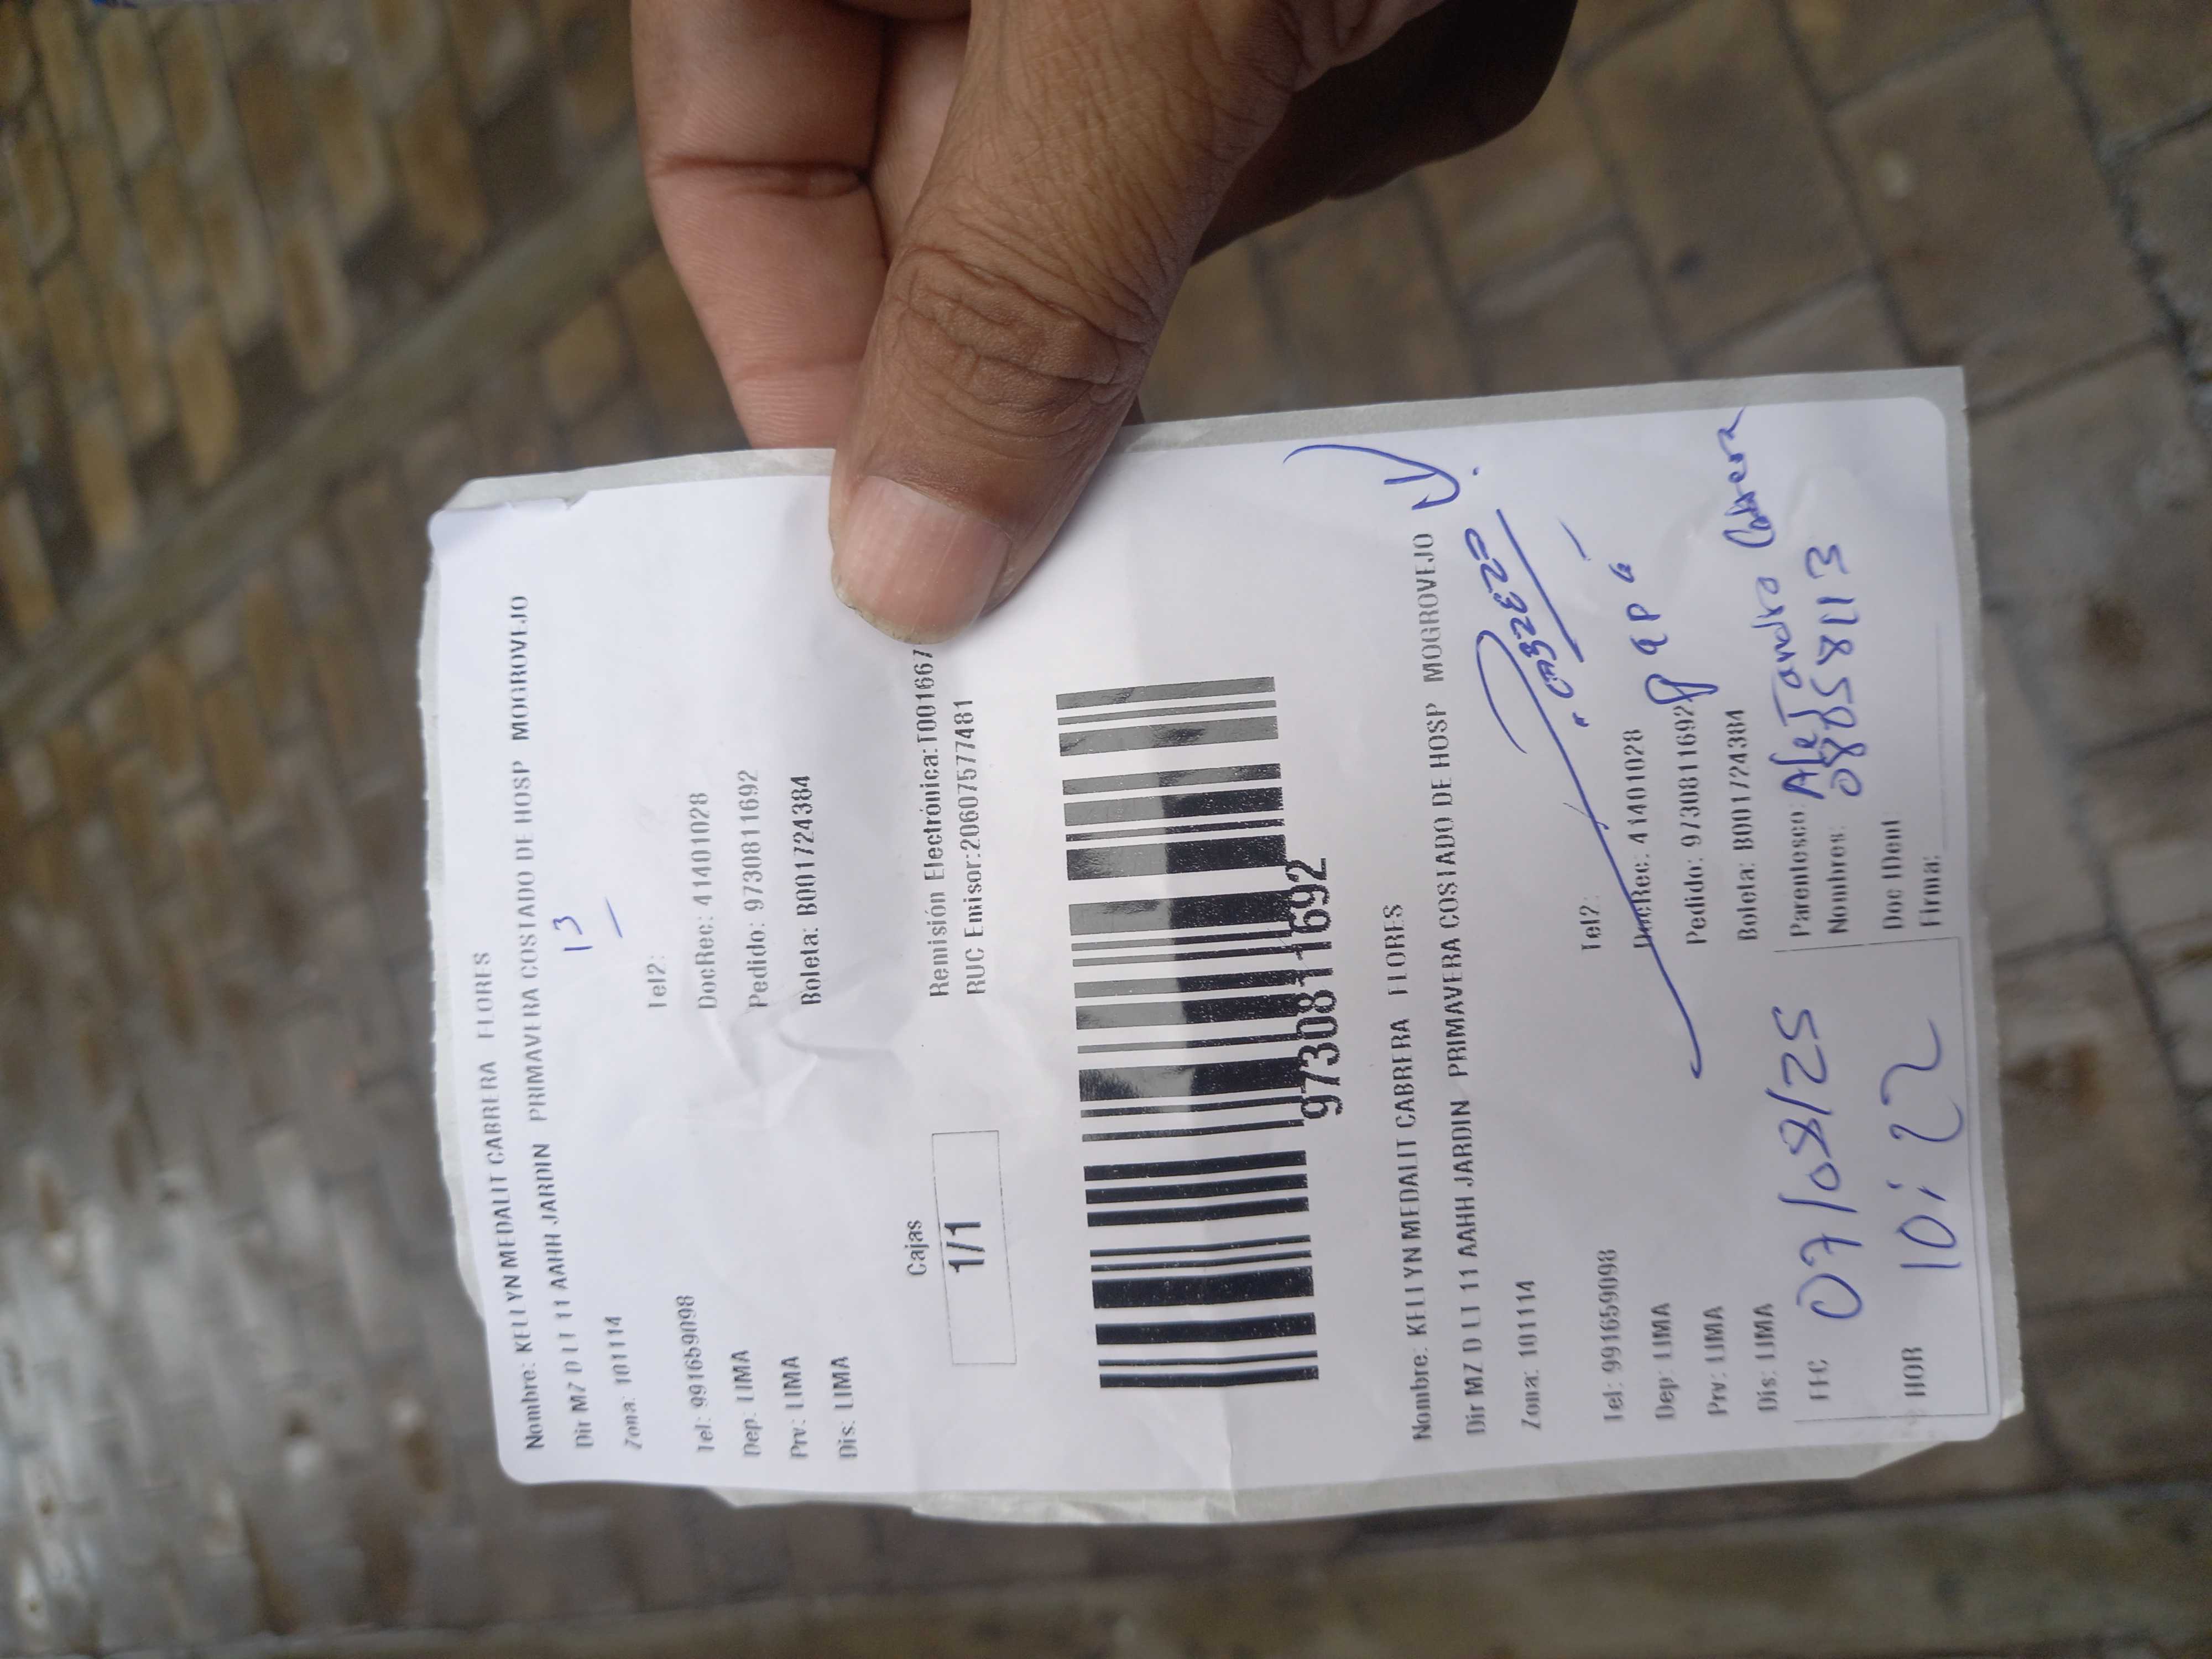 Nombre: KELLYN MEDALIT CABRERA FLORES
Dir MZ D LT 11 AAHH JARDIN PRIMAVERA COSTADO DE HOSP MOGROVEJO
Zona: 101114
13
Tel: 991659098
Tel2:
Dep: LIMA
DocRec: 41401028
Prv: LIMA
Pedido: 9730811692
Dis: LIMA
Boleta: B001724384
Cajas
1/1
Remisión Electrónica:T001667
RUC Emisor:20607577481
9730811692
Nombre: KELLYN MEDALIT CABRERA FLORES
Dir MZ D LT 11 AAHH JARDIN PRIMAVERA COSTADO DE HOSP MOGROVEJO
Zona: 101114
Tel: 991659098
Tel2:
Dep: LIMA
DocRec: 41401028
Prv: LIMA
Pedido: 9730811692
Papá
Dis: LIMA
Boleta: B001724384
FEC 07/08/25
Parentesco:
Nombres: Alejandro Cabrera
08058113
HOR 10:22
Doc IDent
Firma: